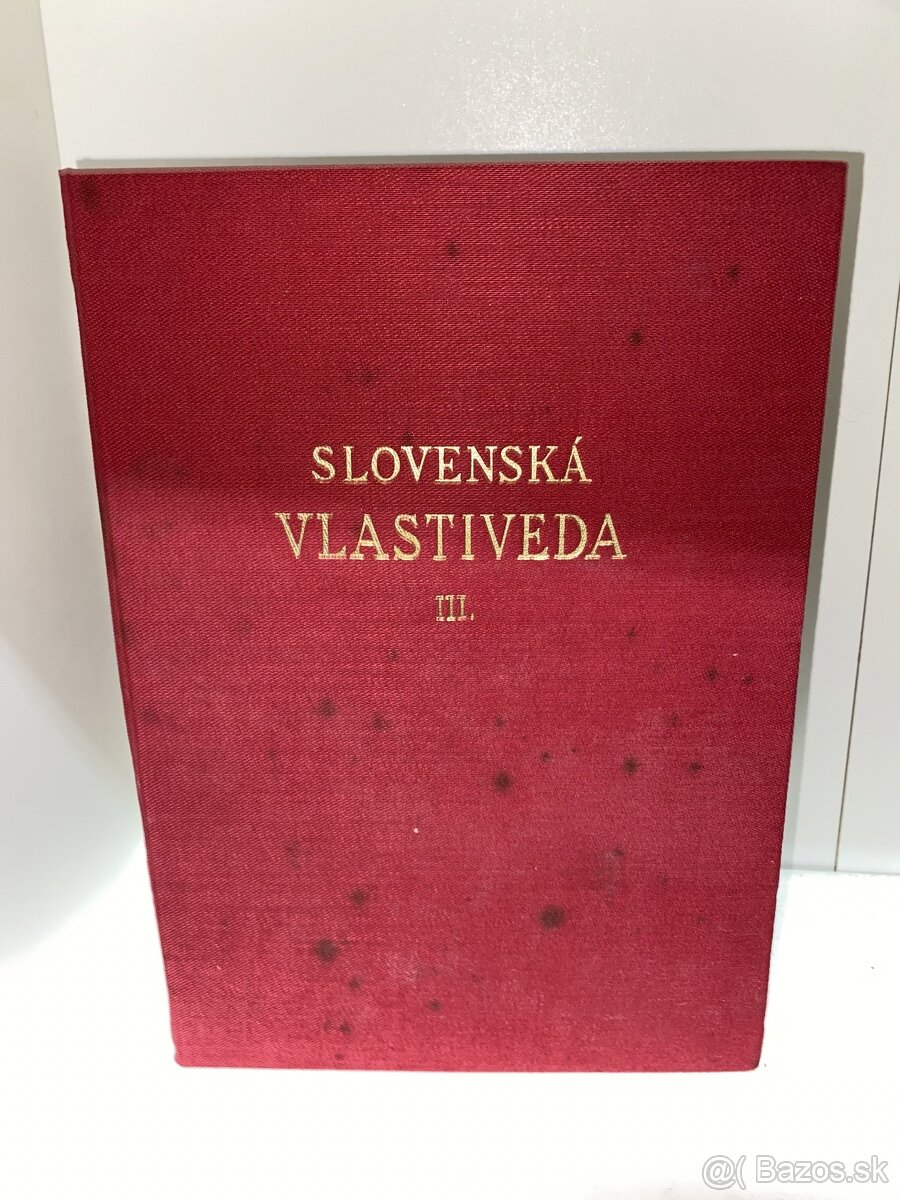 SLOVENSKÁ
VLASTIVEDA
III.
@( Bazos.sk